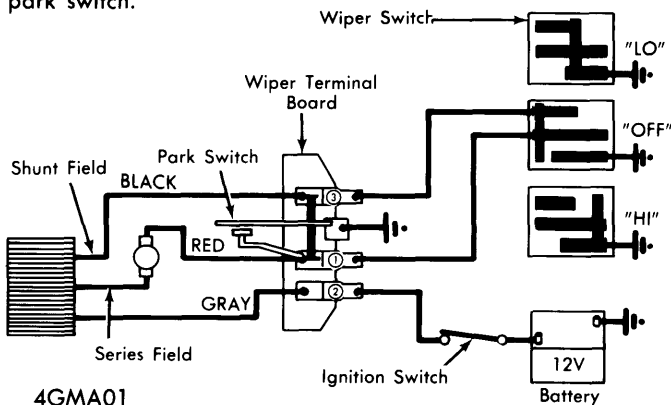 park switch.
Wiper Switch
"LO"
Wiper Terminal
Board
"OFF"
Park Switch
Shunt Field
BLACK
3
"HI"
RED
1
GRAY
2
Series Field
Ignition Switch
12V
Battery
4GMA01